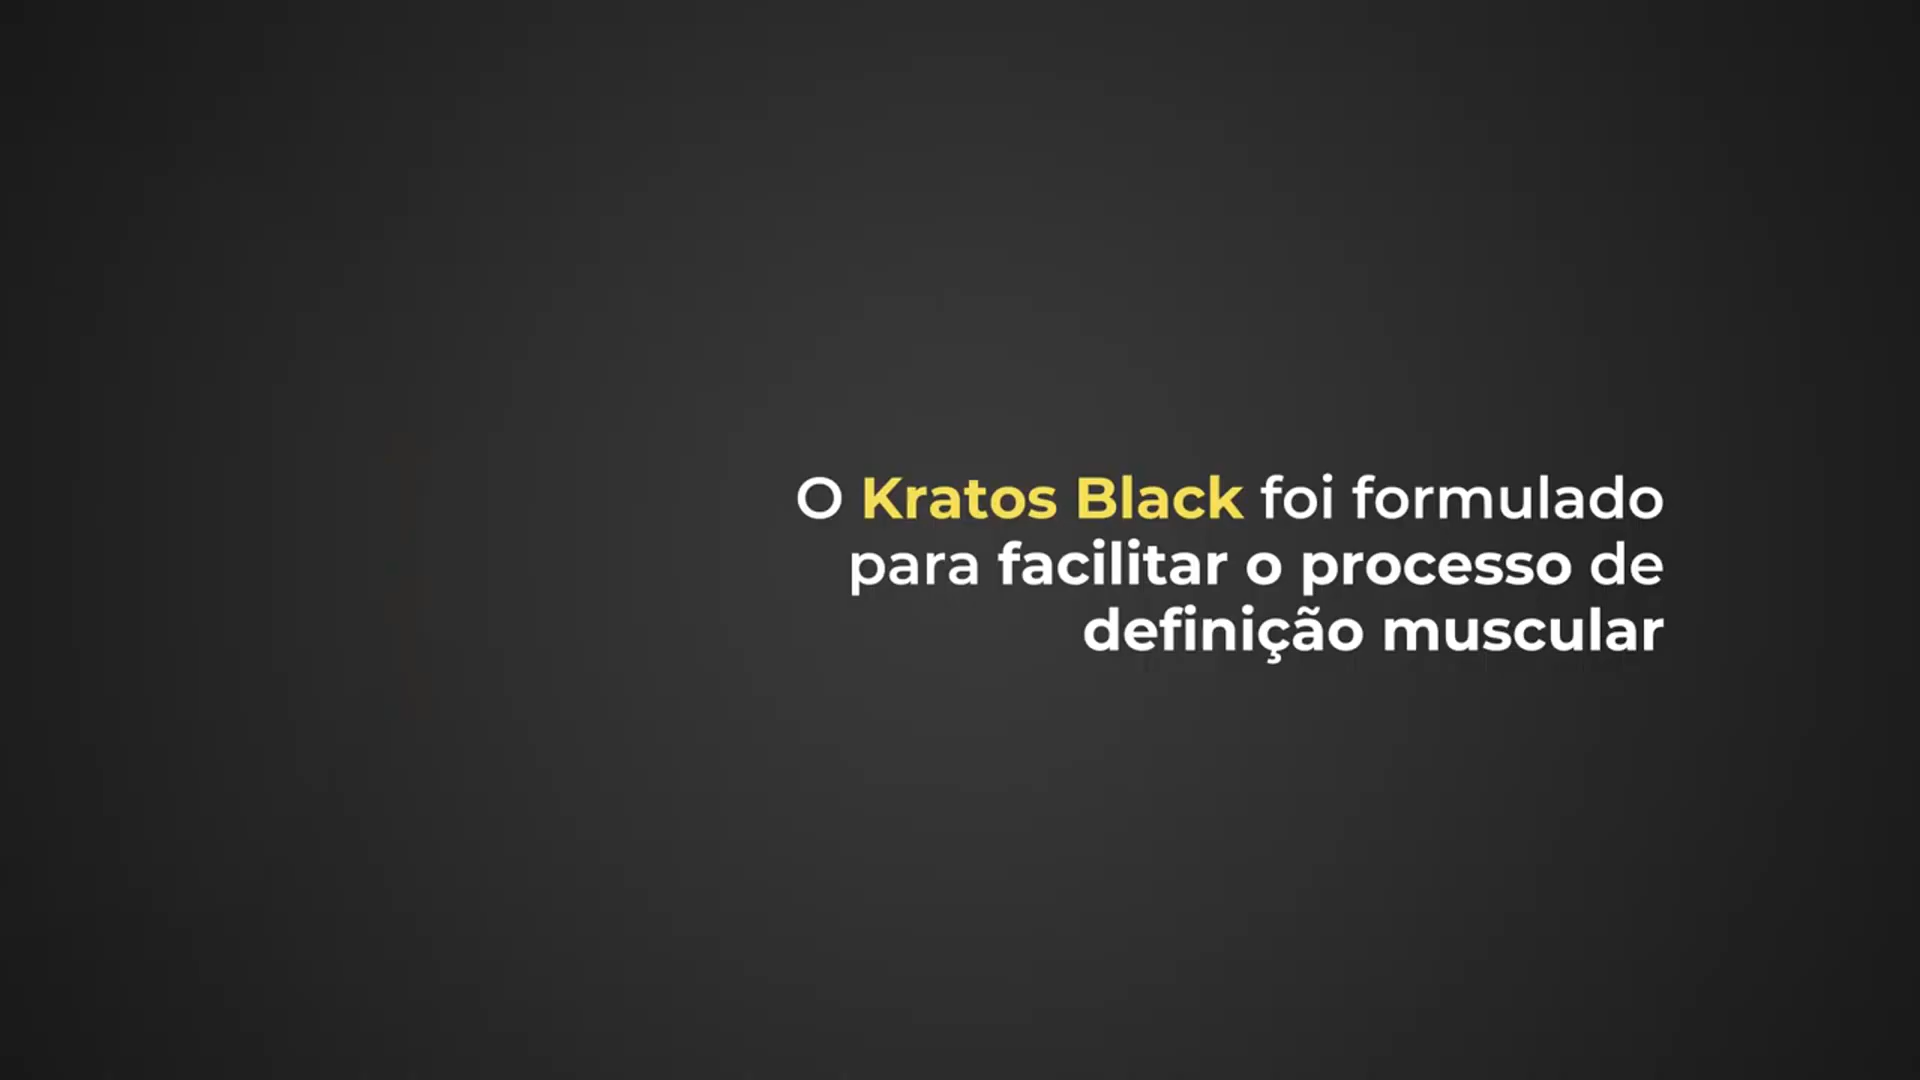 O Kratos Black foi formulado
para facilitar o processo de
definição muscular